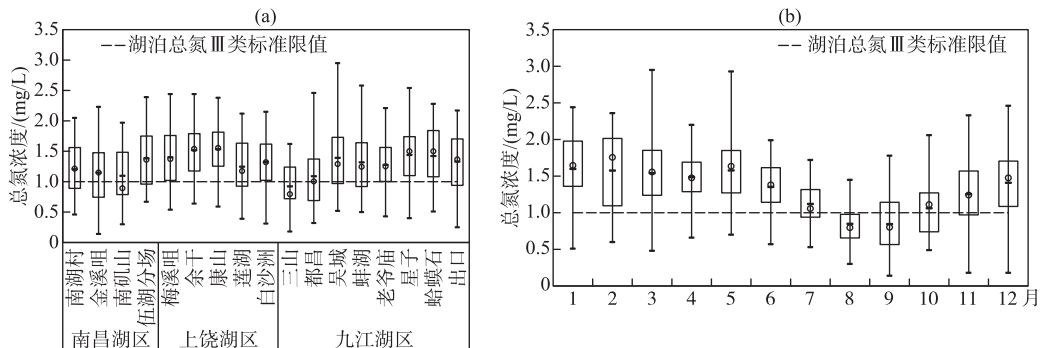 (a)
3.5
3.0
2.5
2.0
1.5
1.0
0.5
0
总氮浓度/(mg/L)
湖泊总氮Ⅲ类标准限值
南湖村
金溪咀
南矶山
伍湖分场
梅溪咀
余干
康山
莲湖
白沙洲
三山
都昌
吴城
蚌湖
老爷庙
星子
蛤蟆石
出口
南昌湖区
上饶湖区
九江湖区
(b)
3.5
3.0
2.5
2.0
1.5
1.0
0.5
0
总氮浓度/(mg/L)
湖泊总氮Ⅲ类标准限值
1 2 3 4 5 6 7 8 9 10 11 12 月